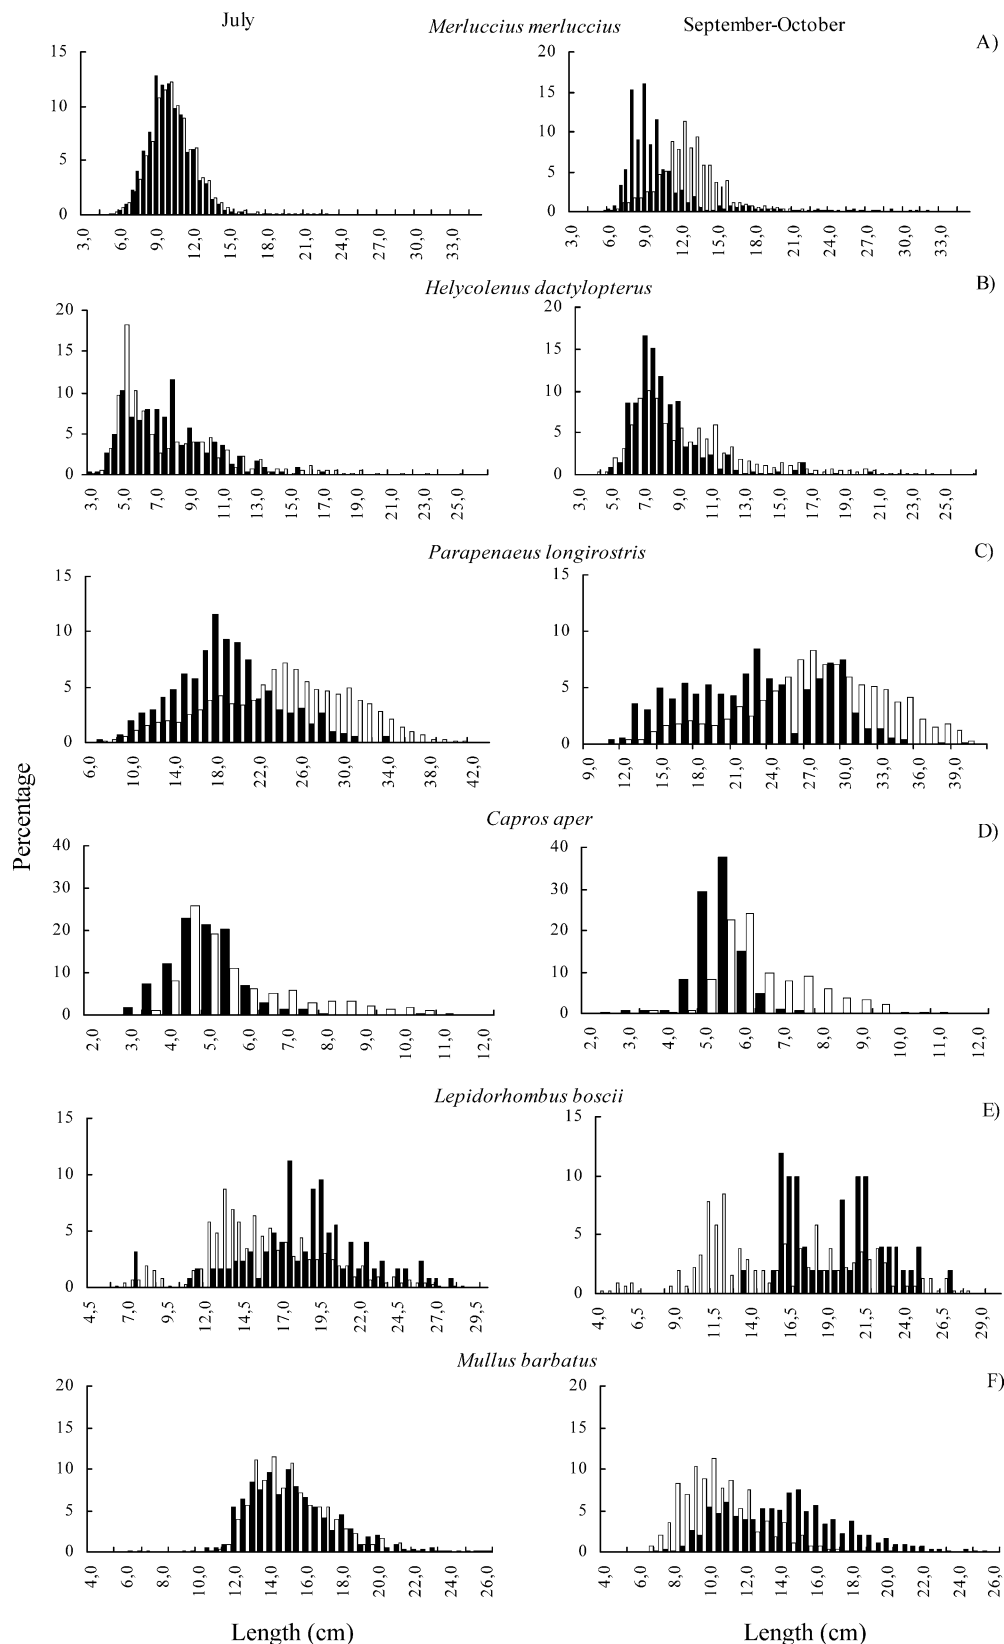 July
Merluccius merluccius
September-October
A)
15
10
5
0
3,0 6,0 9,0 12,0 15,0 18,0 21,0 24,0 27,0 30,0 33,0
20
15
10
5
0
3,0 6,0 9,0 12,0 15,0 18,0 21,0 24,0 27,0 30,0 33,0
Helycolenus dactylopterus
B)
20
15
10
5
0
3,0 5,0 7,0 9,0 11,0 13,0 15,0 17,0 19,0 21,0 23,0 25,0
20
15
10
5
0
3,0 5,0 7,0 9,0 11,0 13,0 15,0 17,0 19,0 21,0 23,0 25,0
Parapenaeus longirostris
C)
15
10
5
0
6,0 10,0 14,0 18,0 22,0 26,0 30,0 34,0 38,0 42,0
15
10
5
0
9,0 12,0 15,0 18,0 21,0 24,0 27,0 30,0 33,0 36,0 39,0
Percentage
Capros aper
D)
40
30
20
10
0
2,0 3,0 4,0 5,0 6,0 7,0 8,0 9,0 10,0 11,0 12,0
40
30
20
10
0
2,0 3,0 4,0 5,0 6,0 7,0 8,0 9,0 10,0 11,0 12,0
Lepidorhombus boscii
E)
15
10
5
0
4,5 7,0 9,5 12,0 14,5 17,0 19,5 22,0 24,5 27,0 29,5
15
10
5
0
4,0 6,5 9,0 11,5 14,0 16,5 19,0 21,5 24,0 26,5 29,0
Mullus barbatus
F)
20
15
10
5
0
4,0 6,0 8,0 10,0 12,0 14,0 16,0 18,0 20,0 22,0 24,0 26,0
20
15
10
5
0
4,0 6,0 8,0 10,0 12,0 14,0 16,0 18,0 20,0 22,0 24,0 26,0
Length (cm)
Length (cm)